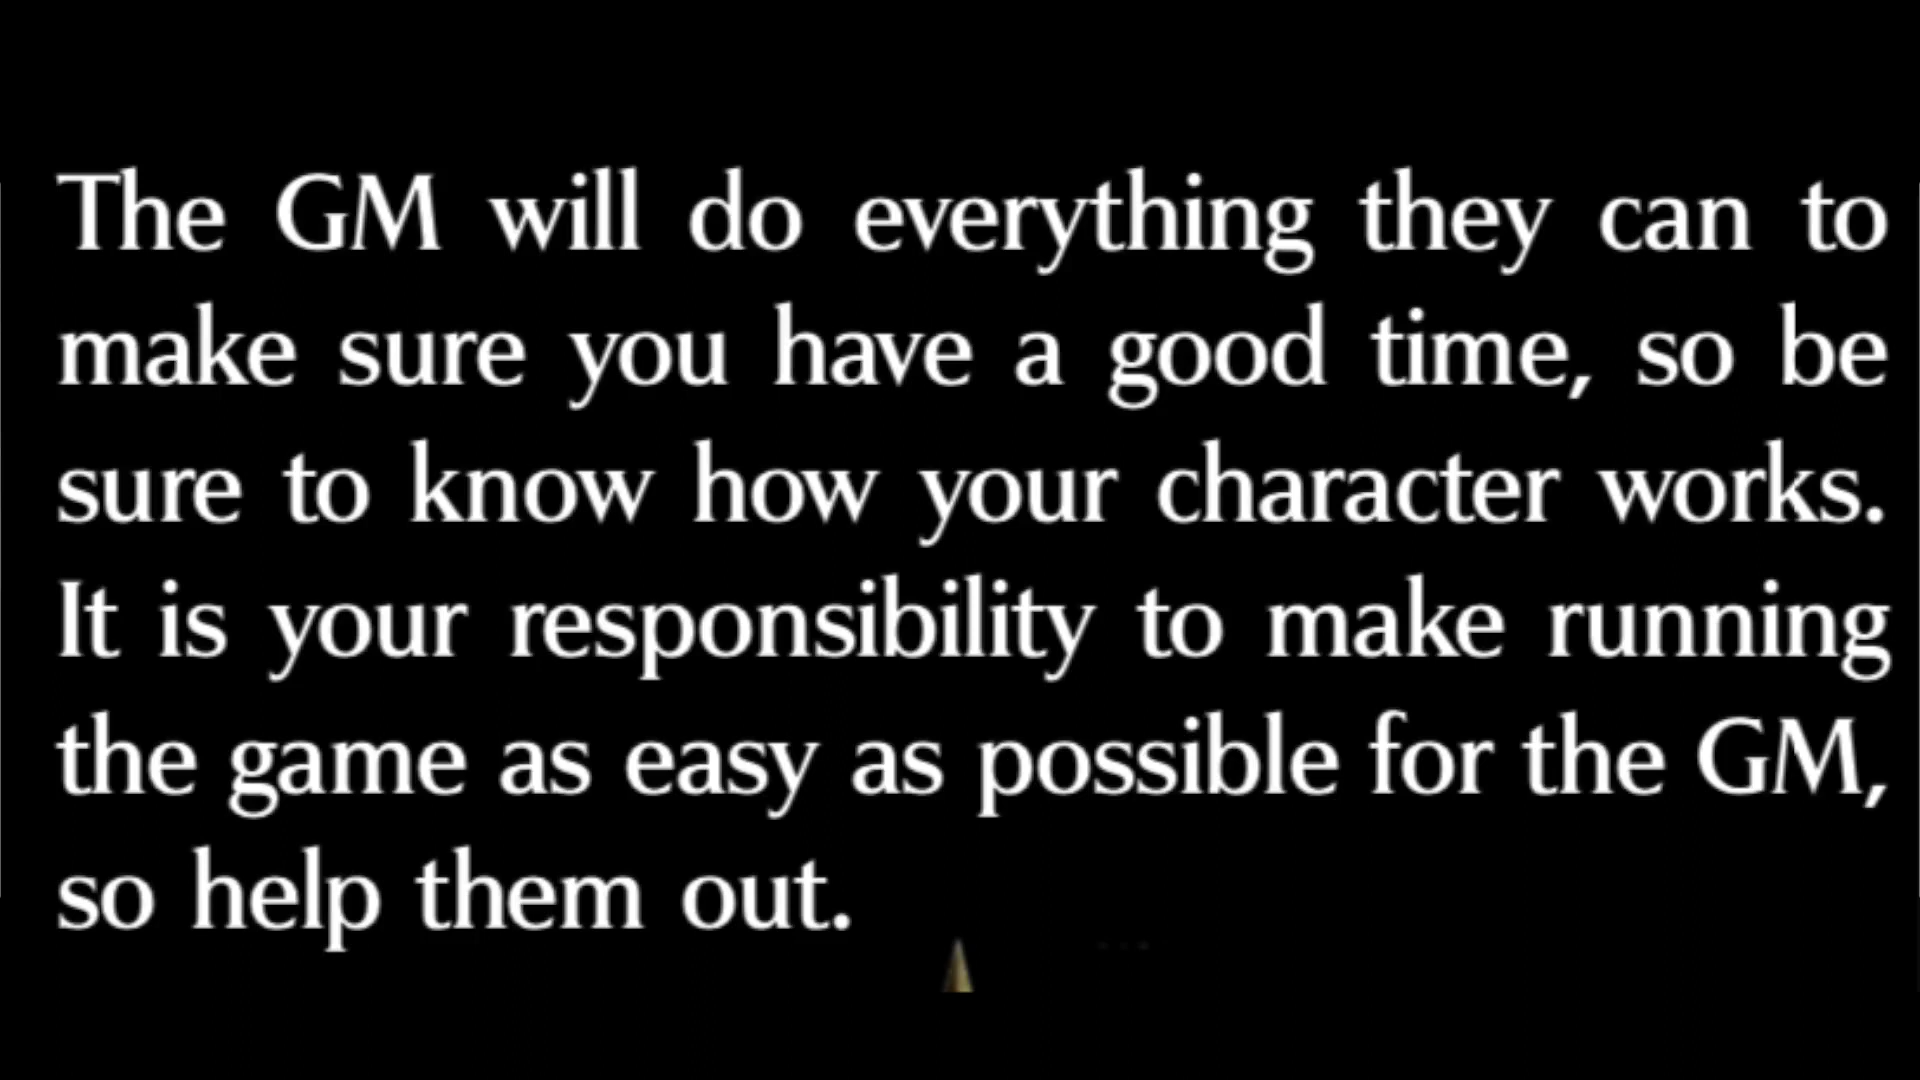 The GM will do everything they can to
make sure you have a good time, so be
sure to know how your character works.
It is your responsibility to make running
the game as easy as possible for the GM,
so help them out.